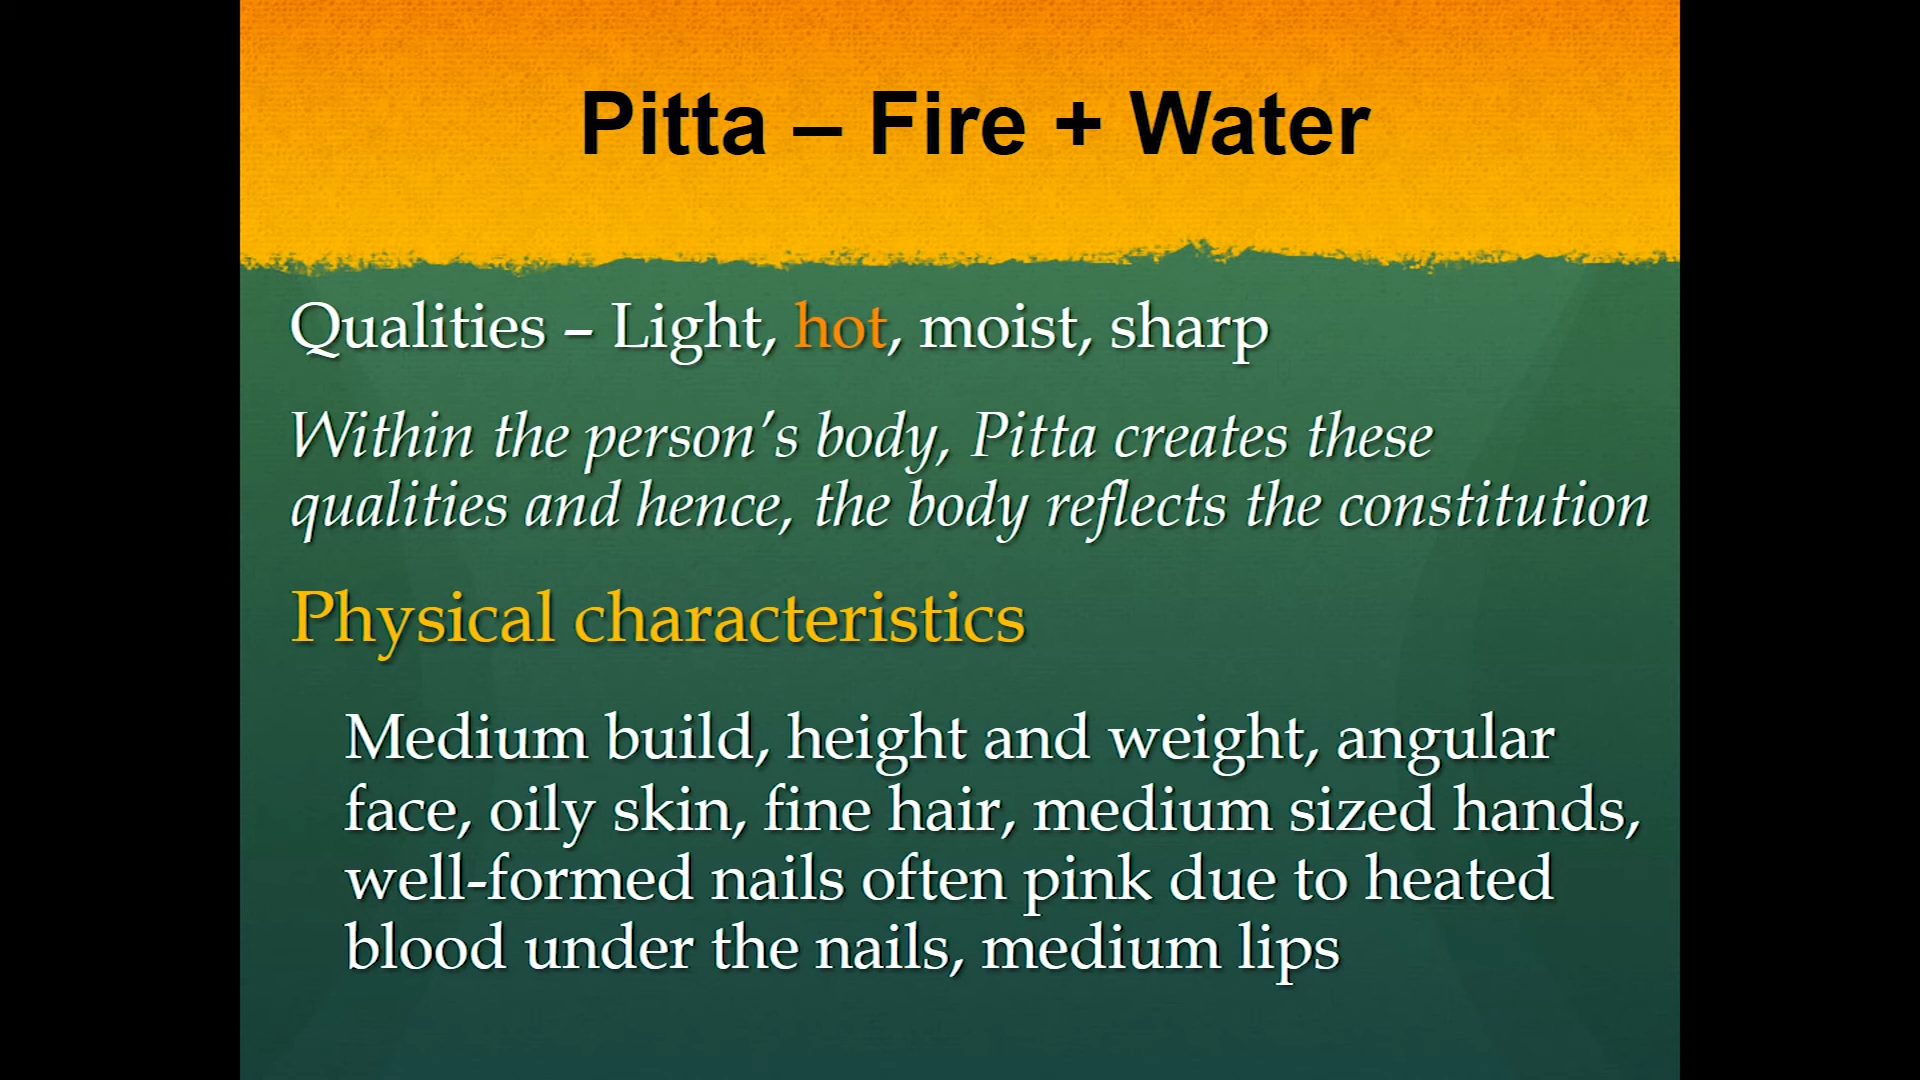 Pitta – Fire + Water
Qualities – Light, hot, moist, sharp
Within the person’s body, Pitta creates these
qualities and hence, the body reflects the constitution
Physical characteristics
Medium build, height and weight, angular
face, oily skin, fine hair, medium sized hands,
well-formed nails often pink due to heated
blood under the nails, medium lips